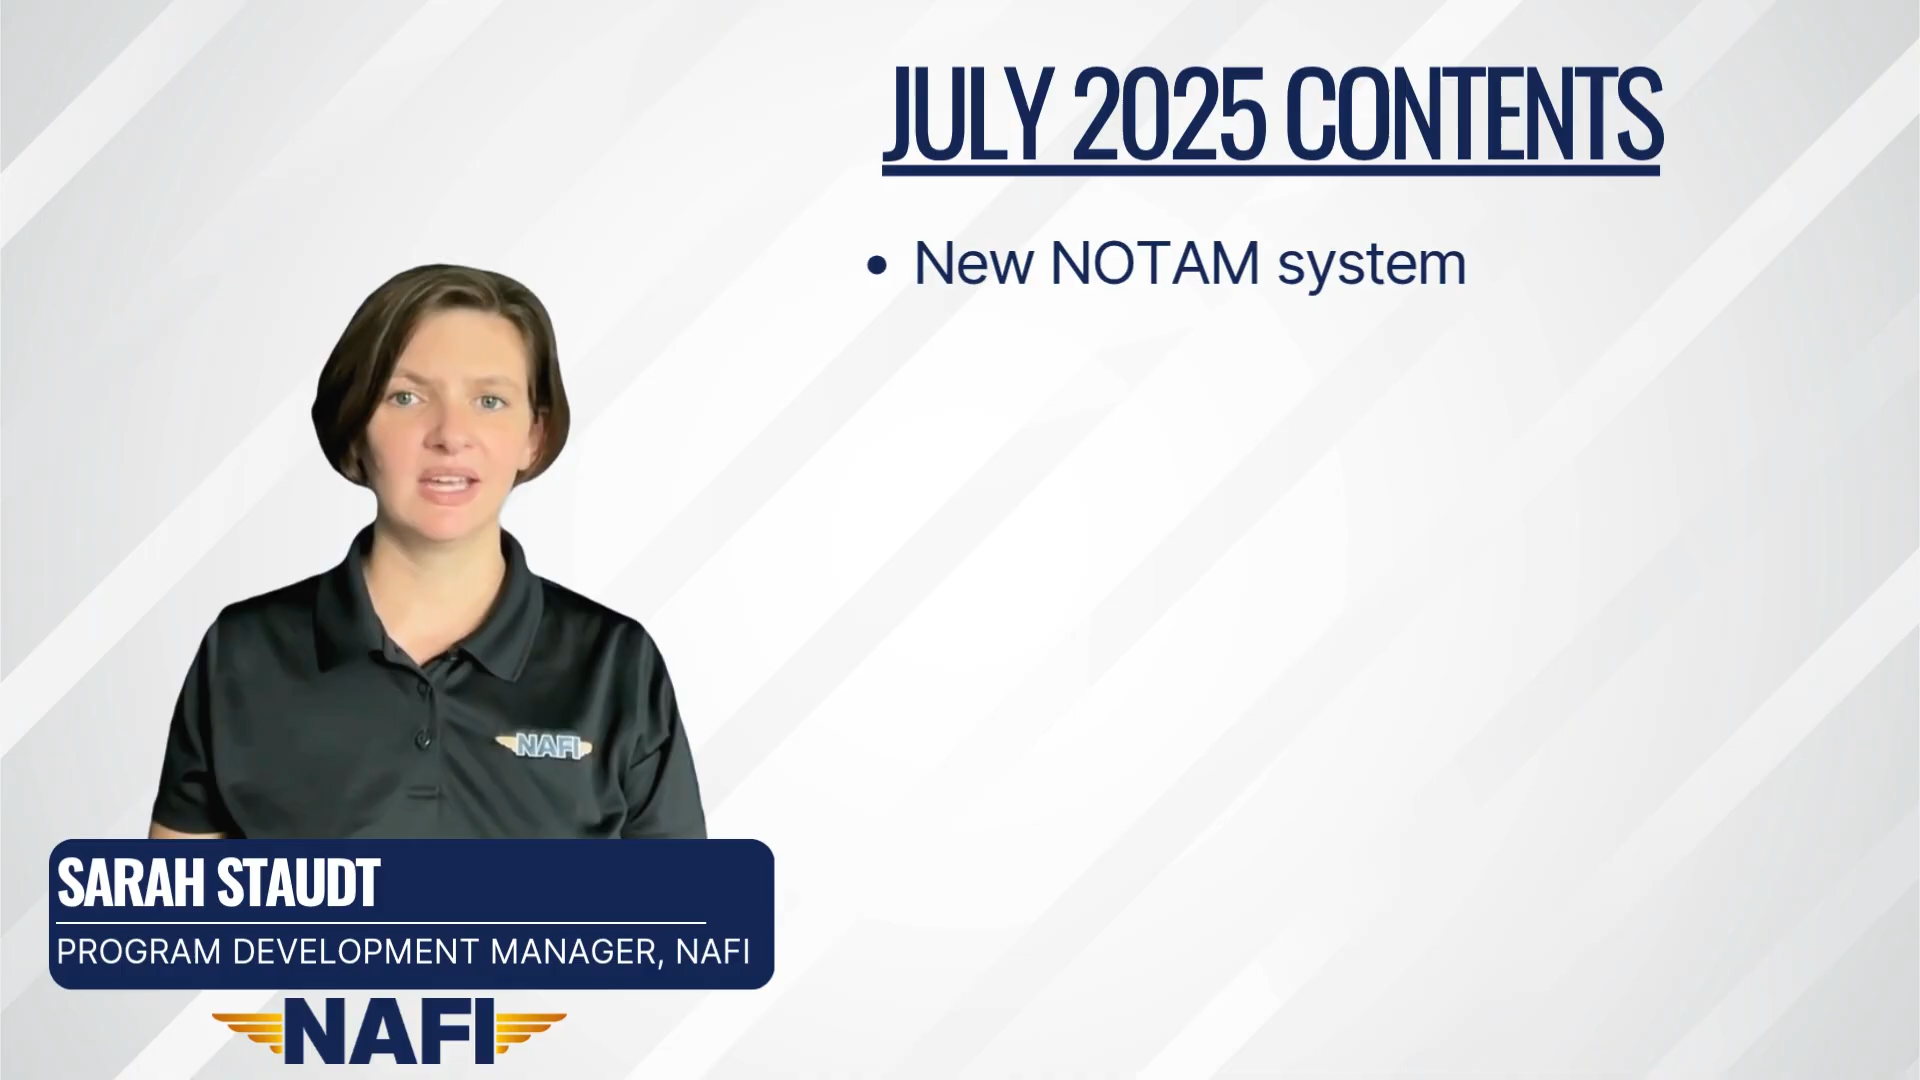 JULY 2025 CONTENTS
• New NOTAM system
NAFI
SARAH STAUDT
PROGRAM DEVELOPMENT MANAGER, NAFI
NAFI